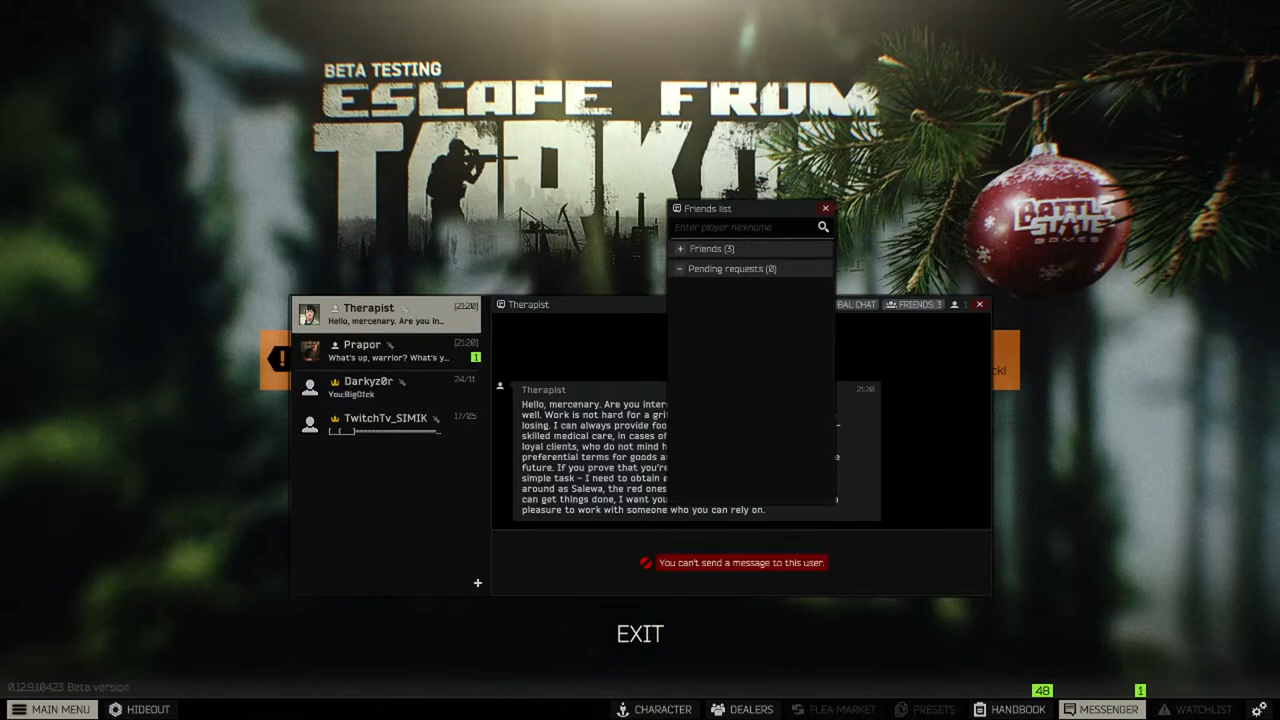 BETA TESTING
ESCAPE FROM
BATTLE
STATE
GAMES
Friends list
Enter player nickname
+ Friends (3)
- Pending requests (0)
Therapist
[21:20]
Hello, mercenary. Are you in...
Prapor
[21:20]
What's up, warrior? What's y...
1
Darkyz0r
24/11
You:BigD1ck
TwitchTv_SIMIK
17/05
Therapist
BAL CHAT
FRIENDS: 3
1
Therapist
21:20
Hello, mercenary. Are you inter
well. Work is not hard for a gri
losing. I can always provide foo
skilled medical care, in cases of
loyal clients, who do not mind h
preferential terms for goods a
future. If you prove that you're
simple task – I need to obtain e
around as Salewa, the red ones
can get things done, I want you
pleasure to work with someone who you can rely on.
You can't send a message to this user.
+
EXIT
0.12.9.10423 Beta version
48
1
MAIN MENU
HIDEOUT
CHARACTER
DEALERS
FLEA MARKET
PRESETS
HANDBOOK
MESSENGER
WATCHLIST